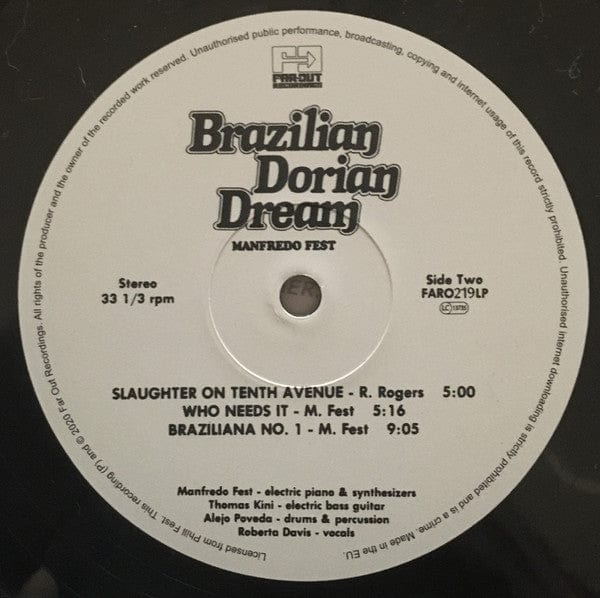 FAR-OUT
RECORDINGS
Brazilian
Dorian
Dream
MANFREDO FEST
Stereo
33 1/3 rpm
Side Two
FARO219LP
LC 13735
SLAUGHTER ON TENTH AVENUE - R. Rogers 5:00
WHO NEEDS IT - M. Fest 5:16
BRAZILIANA NO. 1 - M. Fest 9:05
Manfredo Fest - electric piano & synthesizers
Thomas Kini - electric bass guitar
Alejo Poveda - drums & percussion
Roberta Davis - vocals
Licensed from Phill Fest. This recording (P) and © 2020 Far Out Recordings. All rights of the producer and the owner of the recorded work reserved. Unauthorised public performance, broadcasting, copying and internet usage of this record strictly prohibited. Unauthorised internet downloading is strictly prohibited and is a crime. Made in the EU.